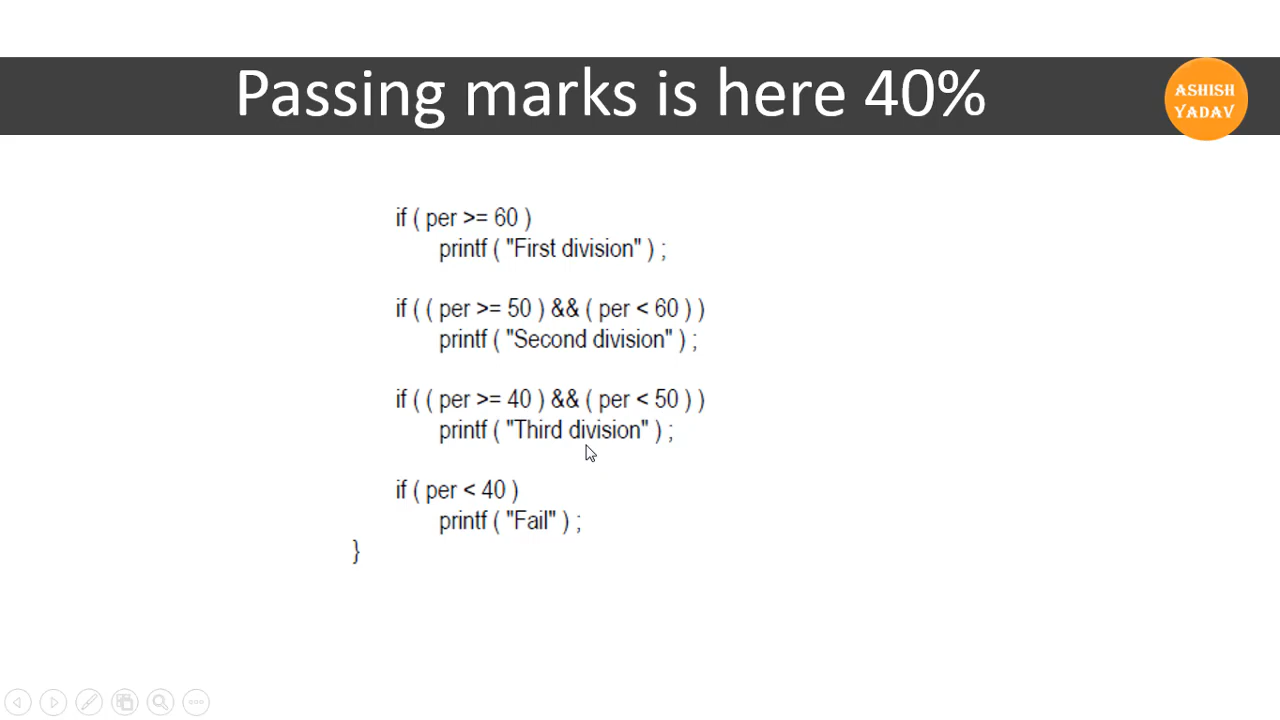 Passing marks is here 40%
ASHISH
YADAV
if ( per >= 60 )
printf ( "First division" ) ;
if ( ( per >= 50 ) && ( per < 60 ) )
printf ( "Second division" ) ;
if ( ( per >= 40 ) && ( per < 50 ) )
printf ( "Third division" ) ;
if ( per < 40 )
printf ( "Fail" ) ;
}